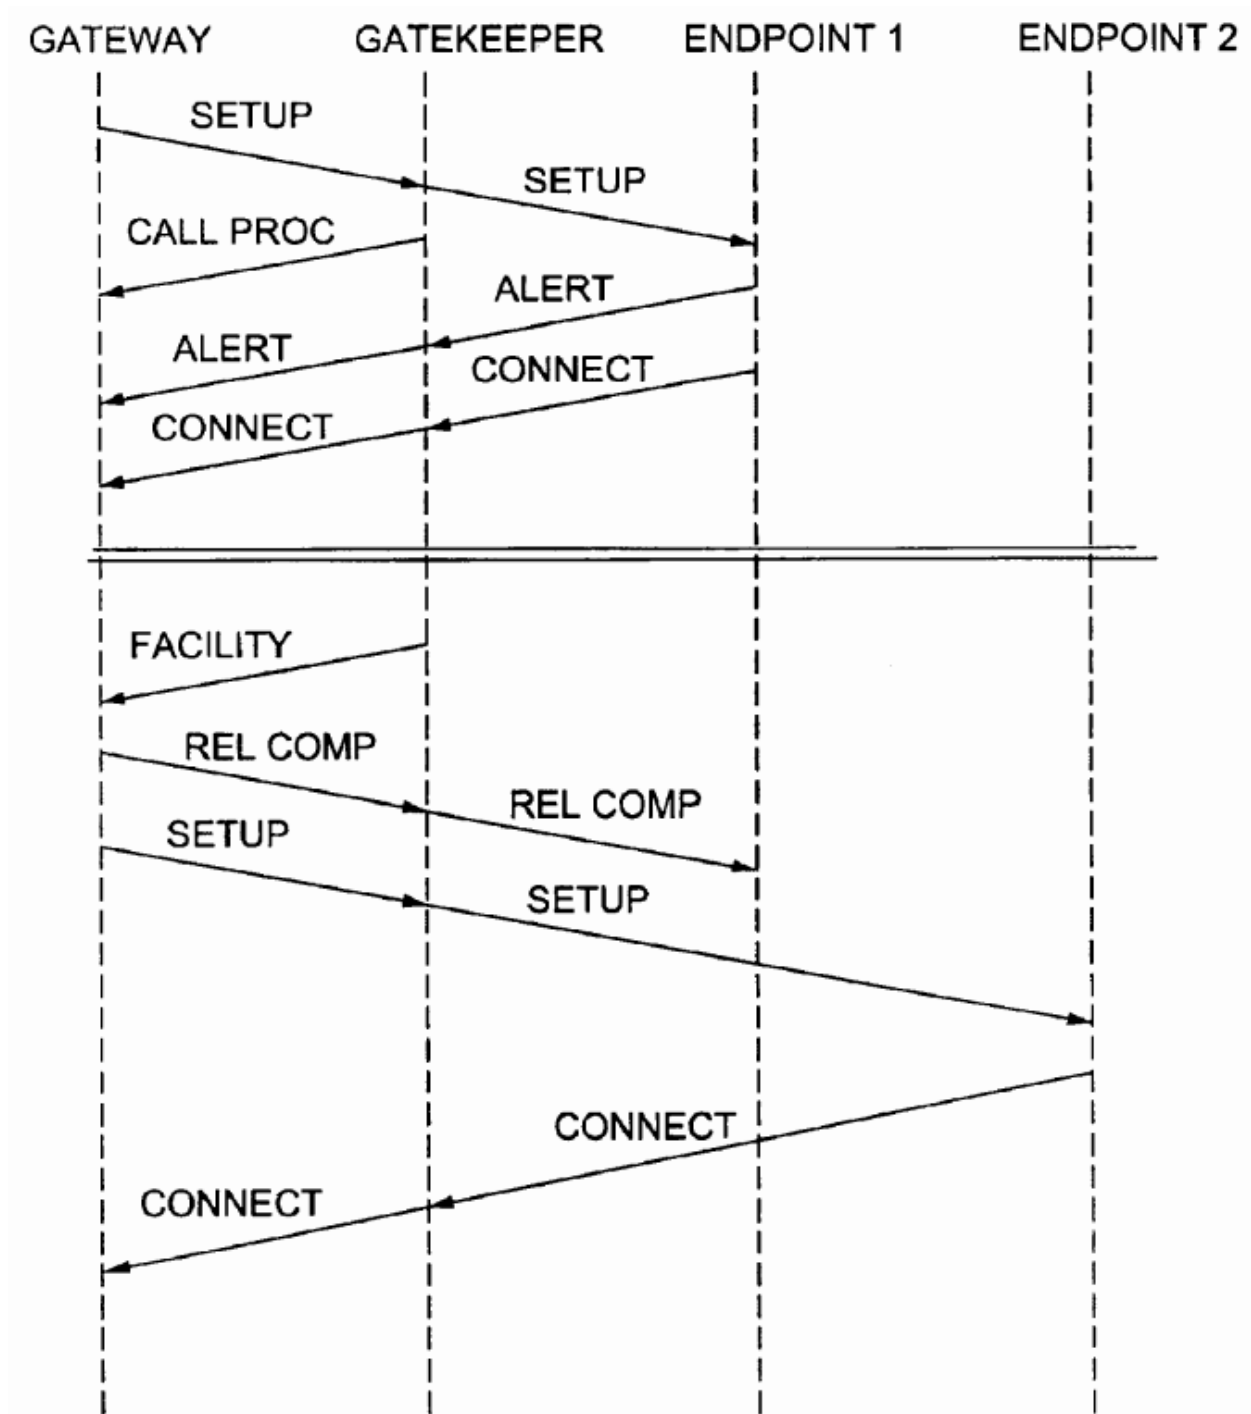 GATEWAY GATEKEEPER ENDPOINT 1 ENDPOINT 2
SETUP
SETUP
CALL PROC
ALERT
ALERT
CONNECT
CONNECT
FACILITY
REL COMP
REL COMP
SETUP
SETUP
CONNECT
CONNECT